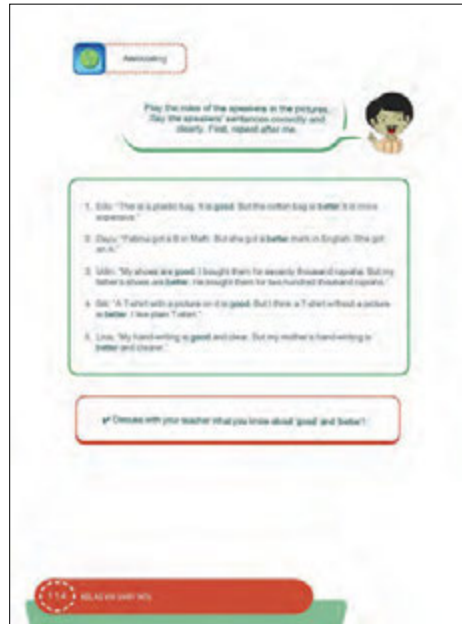 Associating
Play the roles of the speakers in the pictures.
Say the speakers' sentences correctly and
clearly. First, repeat after me.
1. "This is a plastic bag. It is good. But the cotton bag is better. It is more
expensive."
2. Dayu: "Fatima got a B in Math. But she got a better mark in English. She got
an A."
3. Udin: "My shoes are good. I bought them for seventy thousand rupiahs. But my
father's shoes are better. He bought them for two hundred thousand rupiahs."
4. "A T-shirt with a picture on it is good. But I think a T-shirt without a picture
is better. I like plain T-shirt."
5. Lina: "My handwriting is good and clear. But my mother's handwriting is
better and clearer."
✔ Discuss with your teacher what you know about 'good' and 'better'!
114 KELAS VIII SMP/MTs